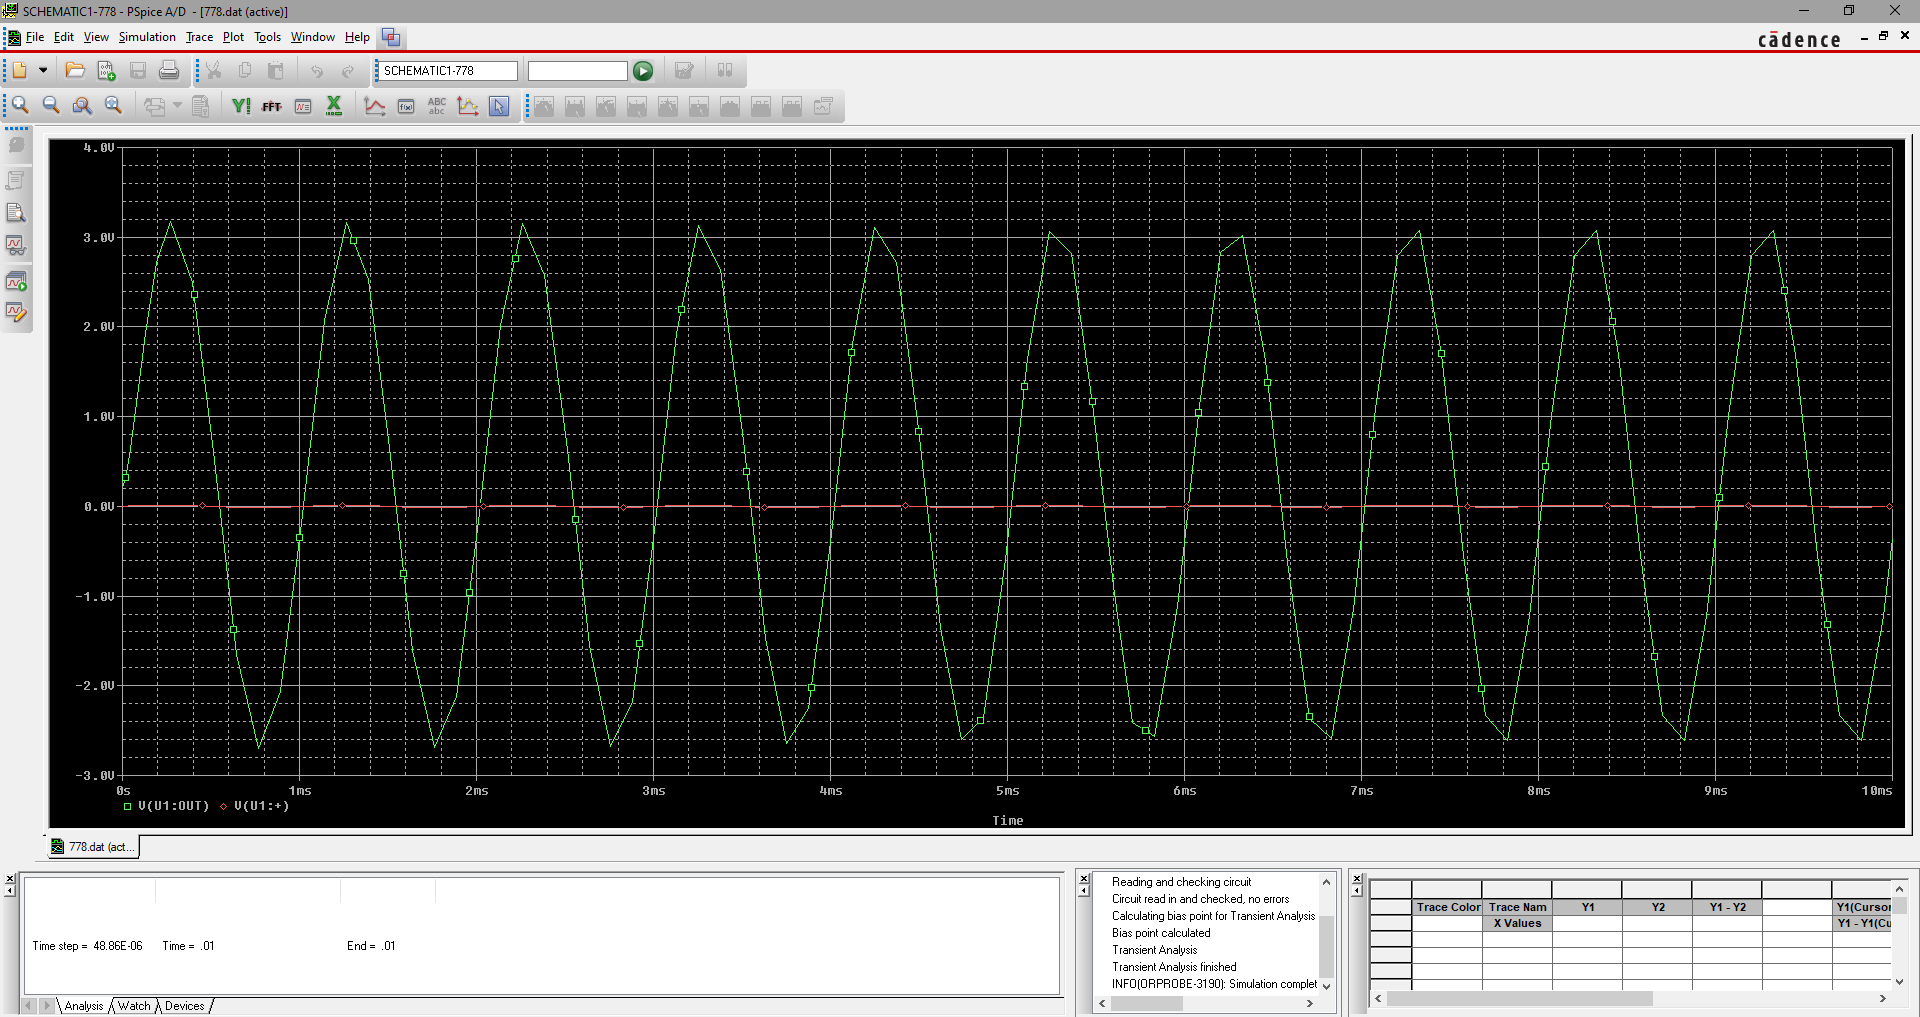 SCHEMATIC1-778 - PSpice A/D - [778.dat (active)]
File Edit View Simulation Trace Plot Tools Window Help
cādence
SCHEMATIC1-778
FFT
ABC
abc
4.0V
3.0V
2.0V
1.0V
0.0V
-1.0V
-2.0V
-3.0V
0s 1ms 2ms 3ms 4ms 5ms 6ms 7ms 8ms 9ms 10ms
V(U1:OUT) V(U1:+)
Time
778.dat (act...
Time step = 48.86E-06 Time = .01 End = .01
Analysis Watch Devices
Reading and checking circuit
Circuit read in and checked, no errors
Calculating bias point for Transient Analysis
Bias point calculated
Transient Analysis
Transient Analysis finished
INFO(ORPROBE-3190): Simulation complet
Trace Color Trace Nam Y1 Y2 Y1 - Y2 Y1(Cursor
X Values Y1 - Y1(Cu